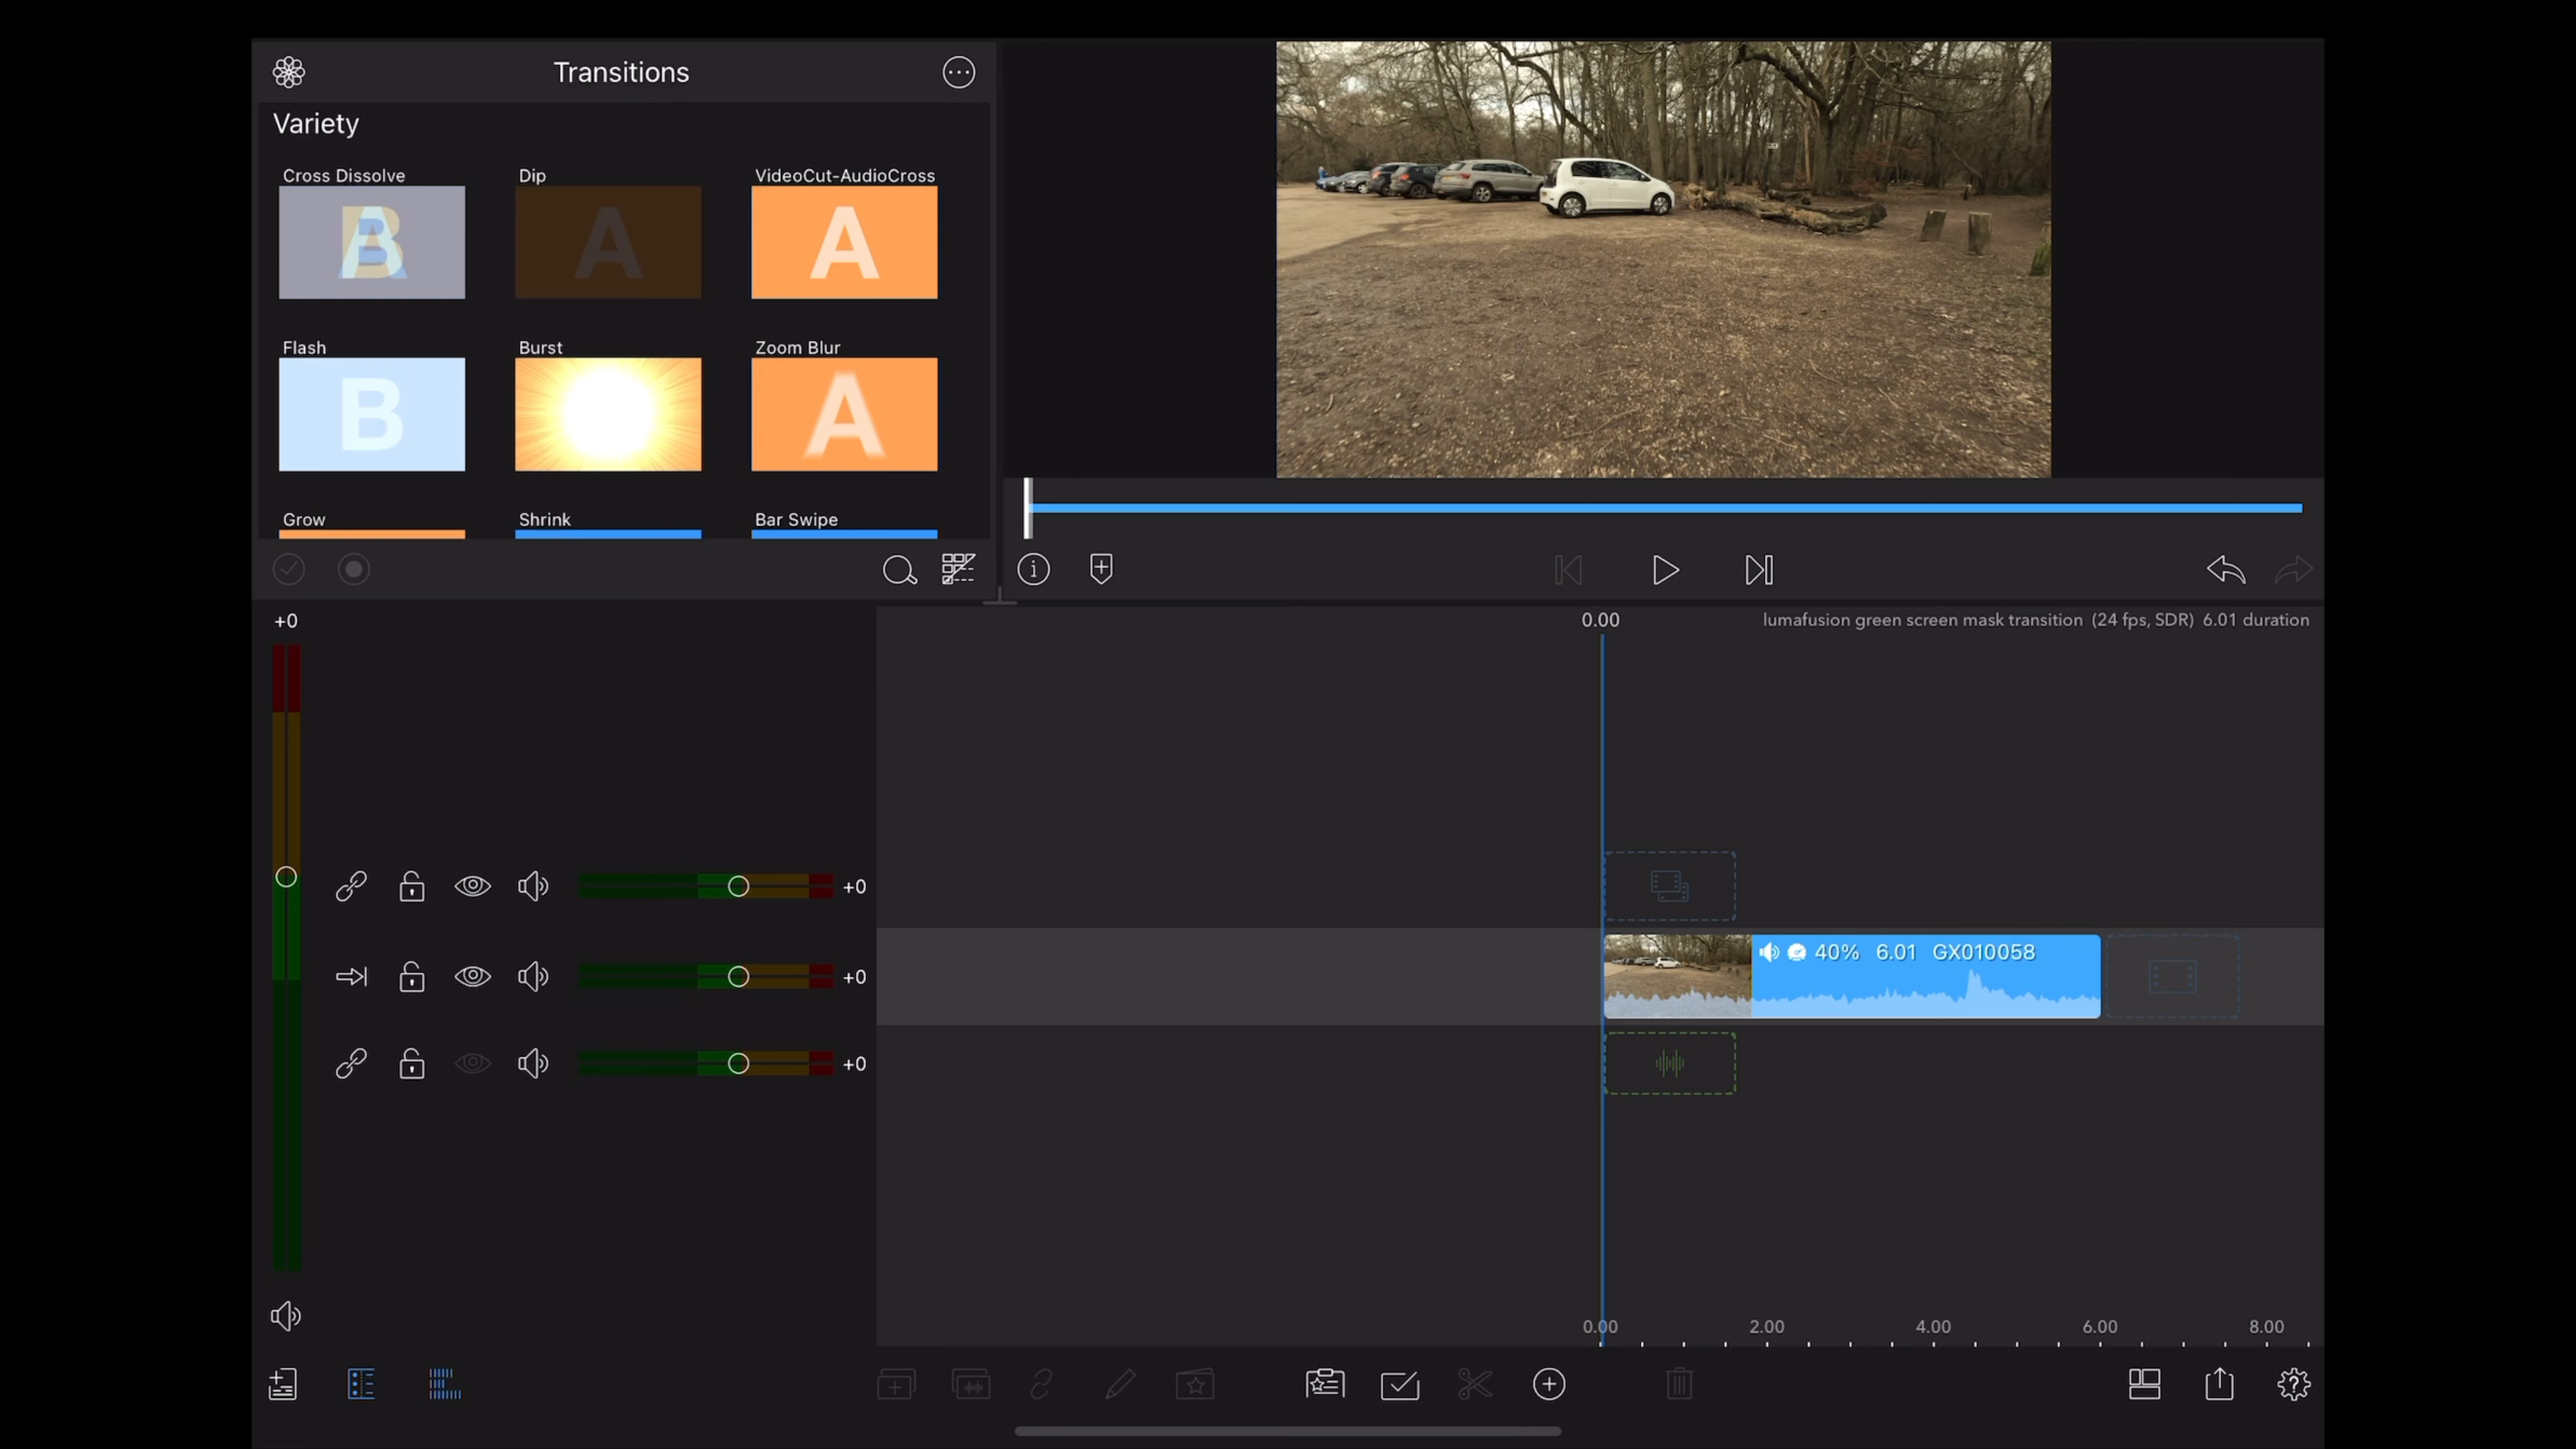 Transitions
Variety
Cross Dissolve
Dip
VideoCut-AudioCross
B
A
A
A
Flash
Burst
Zoom Blur
B
A
Grow
Shrink
Bar Swipe
+0
0.00
lumafusion green screen mask transition (24 fps, SDR) 6.01 duration
+0
40% 6.01 GX010058
+0
+0
0.00
2.00
4.00
6.00
8.00